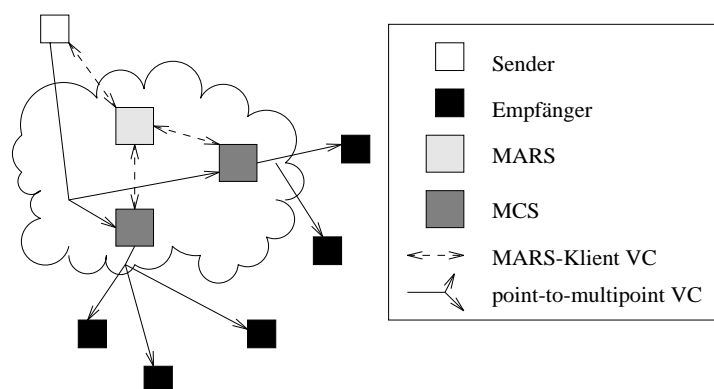 Sender
Empfänger
MARS
MCS
MARS-Klient VC
point-to-multipoint VC